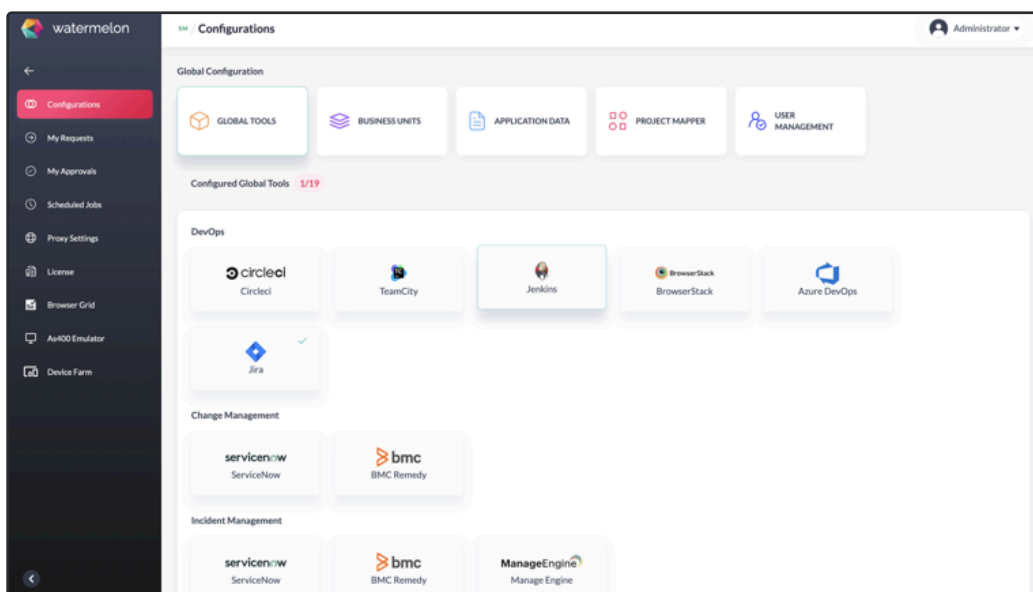 watermelon
SM / Configurations
Administrator
Configurations
My Requests
My Approvals
Scheduled Jobs
Proxy Settings
License
Browser Grid
As400 Emulator
Device Farm
Global Configuration
GLOBAL TOOLS
BUSINESS UNITS
APPLICATION DATA
PROJECT MAPPER
USER
MANAGEMENT
Configured Global Tools 1/19
DevOps
circleci
Circleci
TeamCity
Jenkins
BrowserStack
BrowserStack
Azure DevOps
Jira
Change Management
servicenow
ServiceNow
bmc
BMC Remedy
Incident Management
servicenow
ServiceNow
bmc
BMC Remedy
ManageEngine
Manage Engine